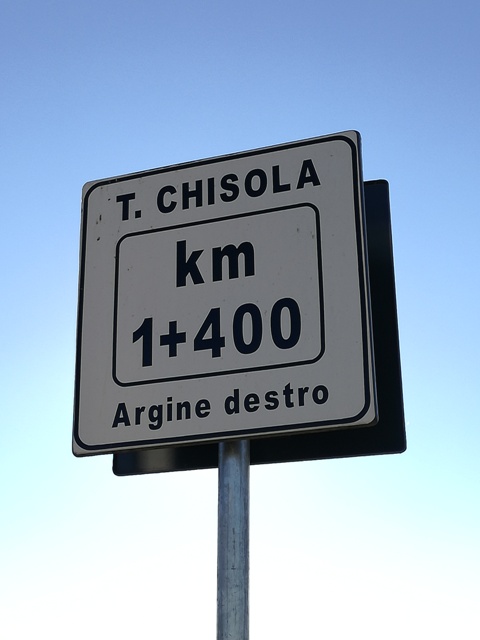 T. CHISOLA
km
1+400
Argine destro